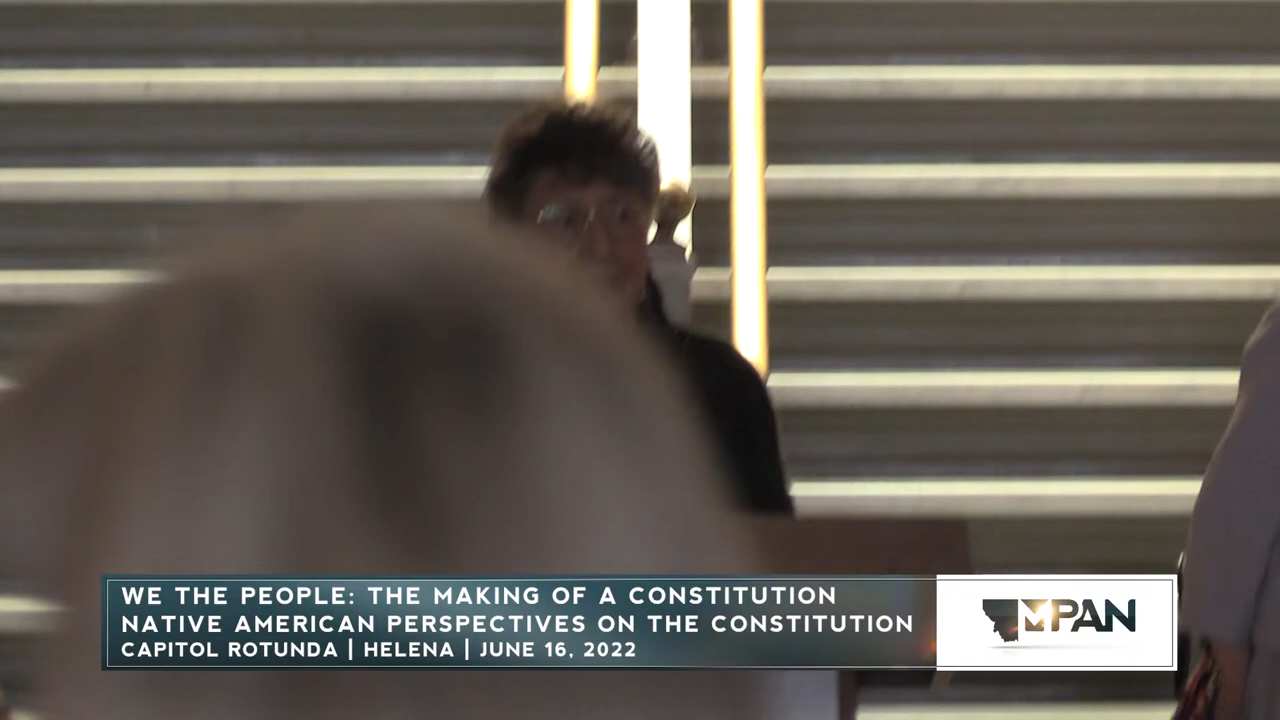 WE THE PEOPLE: THE MAKING OF A CONSTITUTION
NATIVE AMERICAN PERSPECTIVES ON THE CONSTITUTION
CAPITOL ROTUNDA | HELENA | JUNE 16, 2022
MPAN